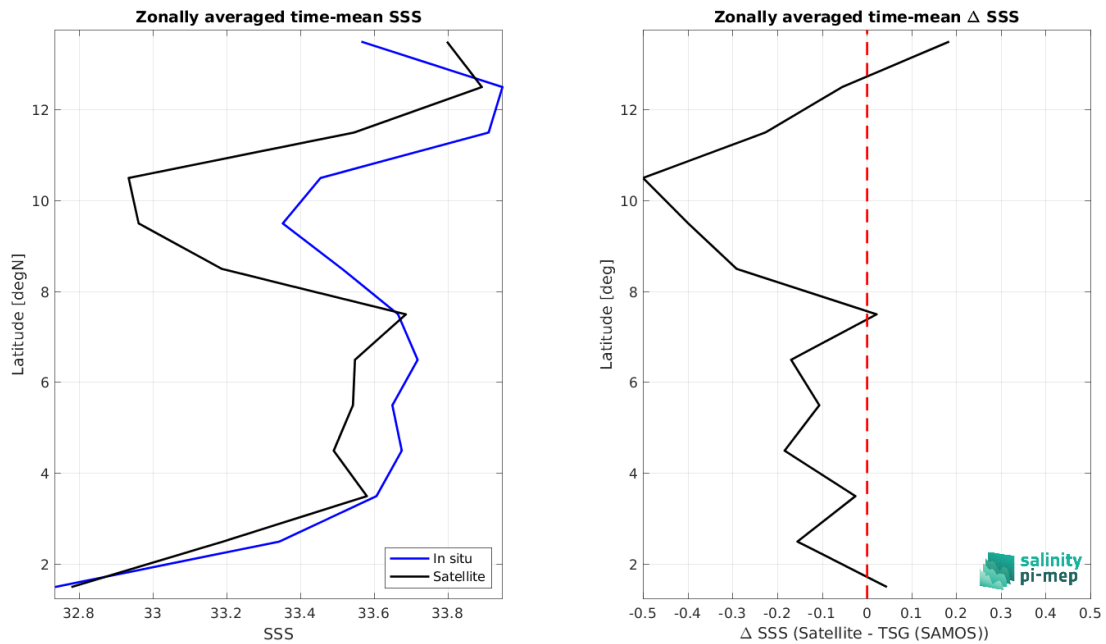 Zonally averaged time-mean SSS
Latitude [degN]
12
10
8
6
4
2
32.8 33 33.2 33.4 33.6 33.8
SSS
In situ
Satellite
Zonally averaged time-mean Δ SSS
Latitude [deg]
12
10
8
6
4
2
-0.5 -0.4 -0.3 -0.2 -0.1 0 0.1 0.2 0.3 0.4 0.5
Δ SSS (Satellite - TSG (SAMOS))
salinity
pi-mep